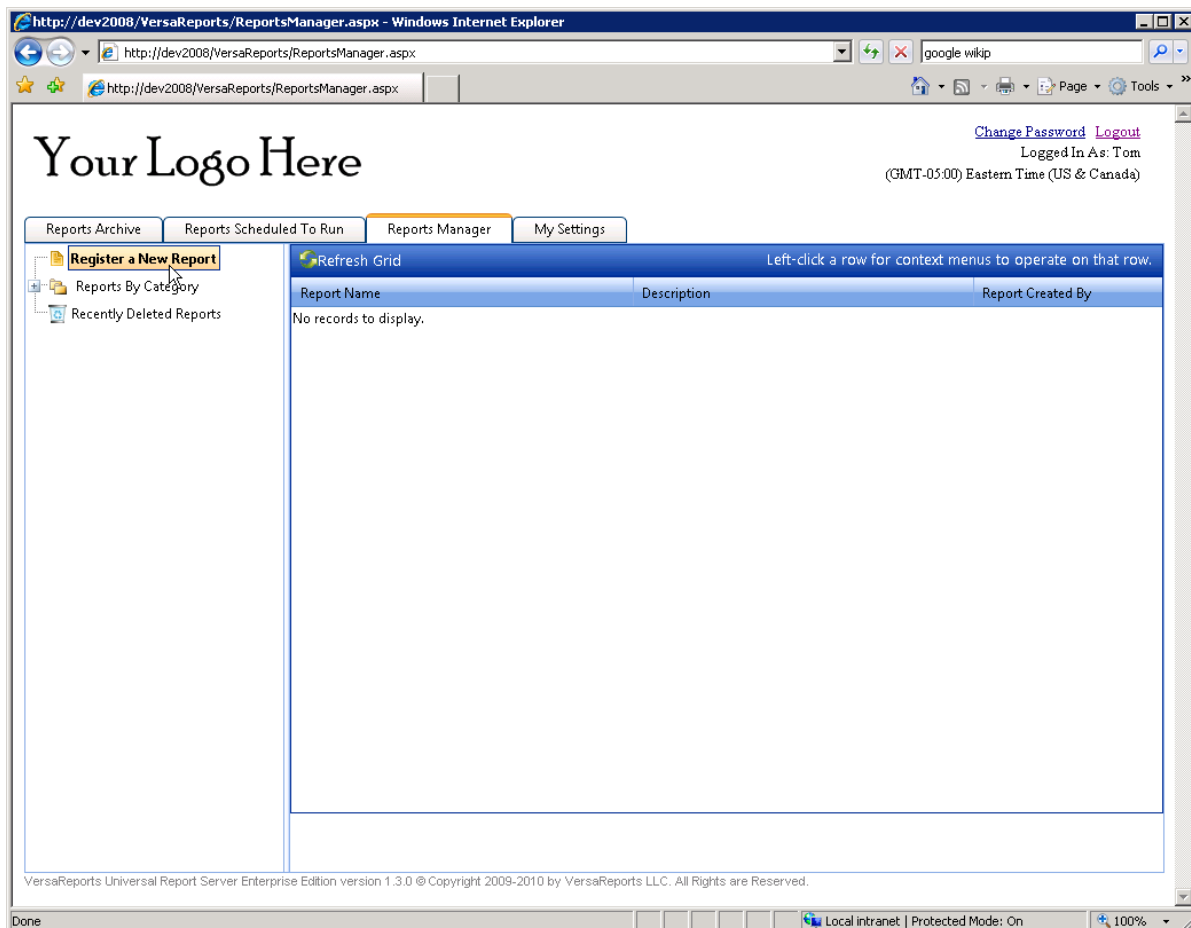 http://dev2008/VersaReports/ReportsManager.aspx - Windows Internet Explorer
http://dev2008/VersaReports/ReportsManager.aspx
google wikip
http://dev2008/VersaReports/ReportsManager.aspx
Page
Tools
»
Your Logo Here
Change Password Logout
Logged In As: Tom
(GMT-05:00) Eastern Time (US & Canada)
Reports Archive
Reports Scheduled To Run
Reports Manager
My Settings
Register a New Report
Reports By Category
Recently Deleted Reports
Refresh Grid
Left-click a row for context menus to operate on that row.
Report Name
Description
Report Created By
No records to display.
VersaReports Universal Report Server Enterprise Edition version 1.3.0 © Copyright 2009-2010 by VersaReports LLC. All Rights are Reserved.
Done
Local intranet | Protected Mode: On
100%